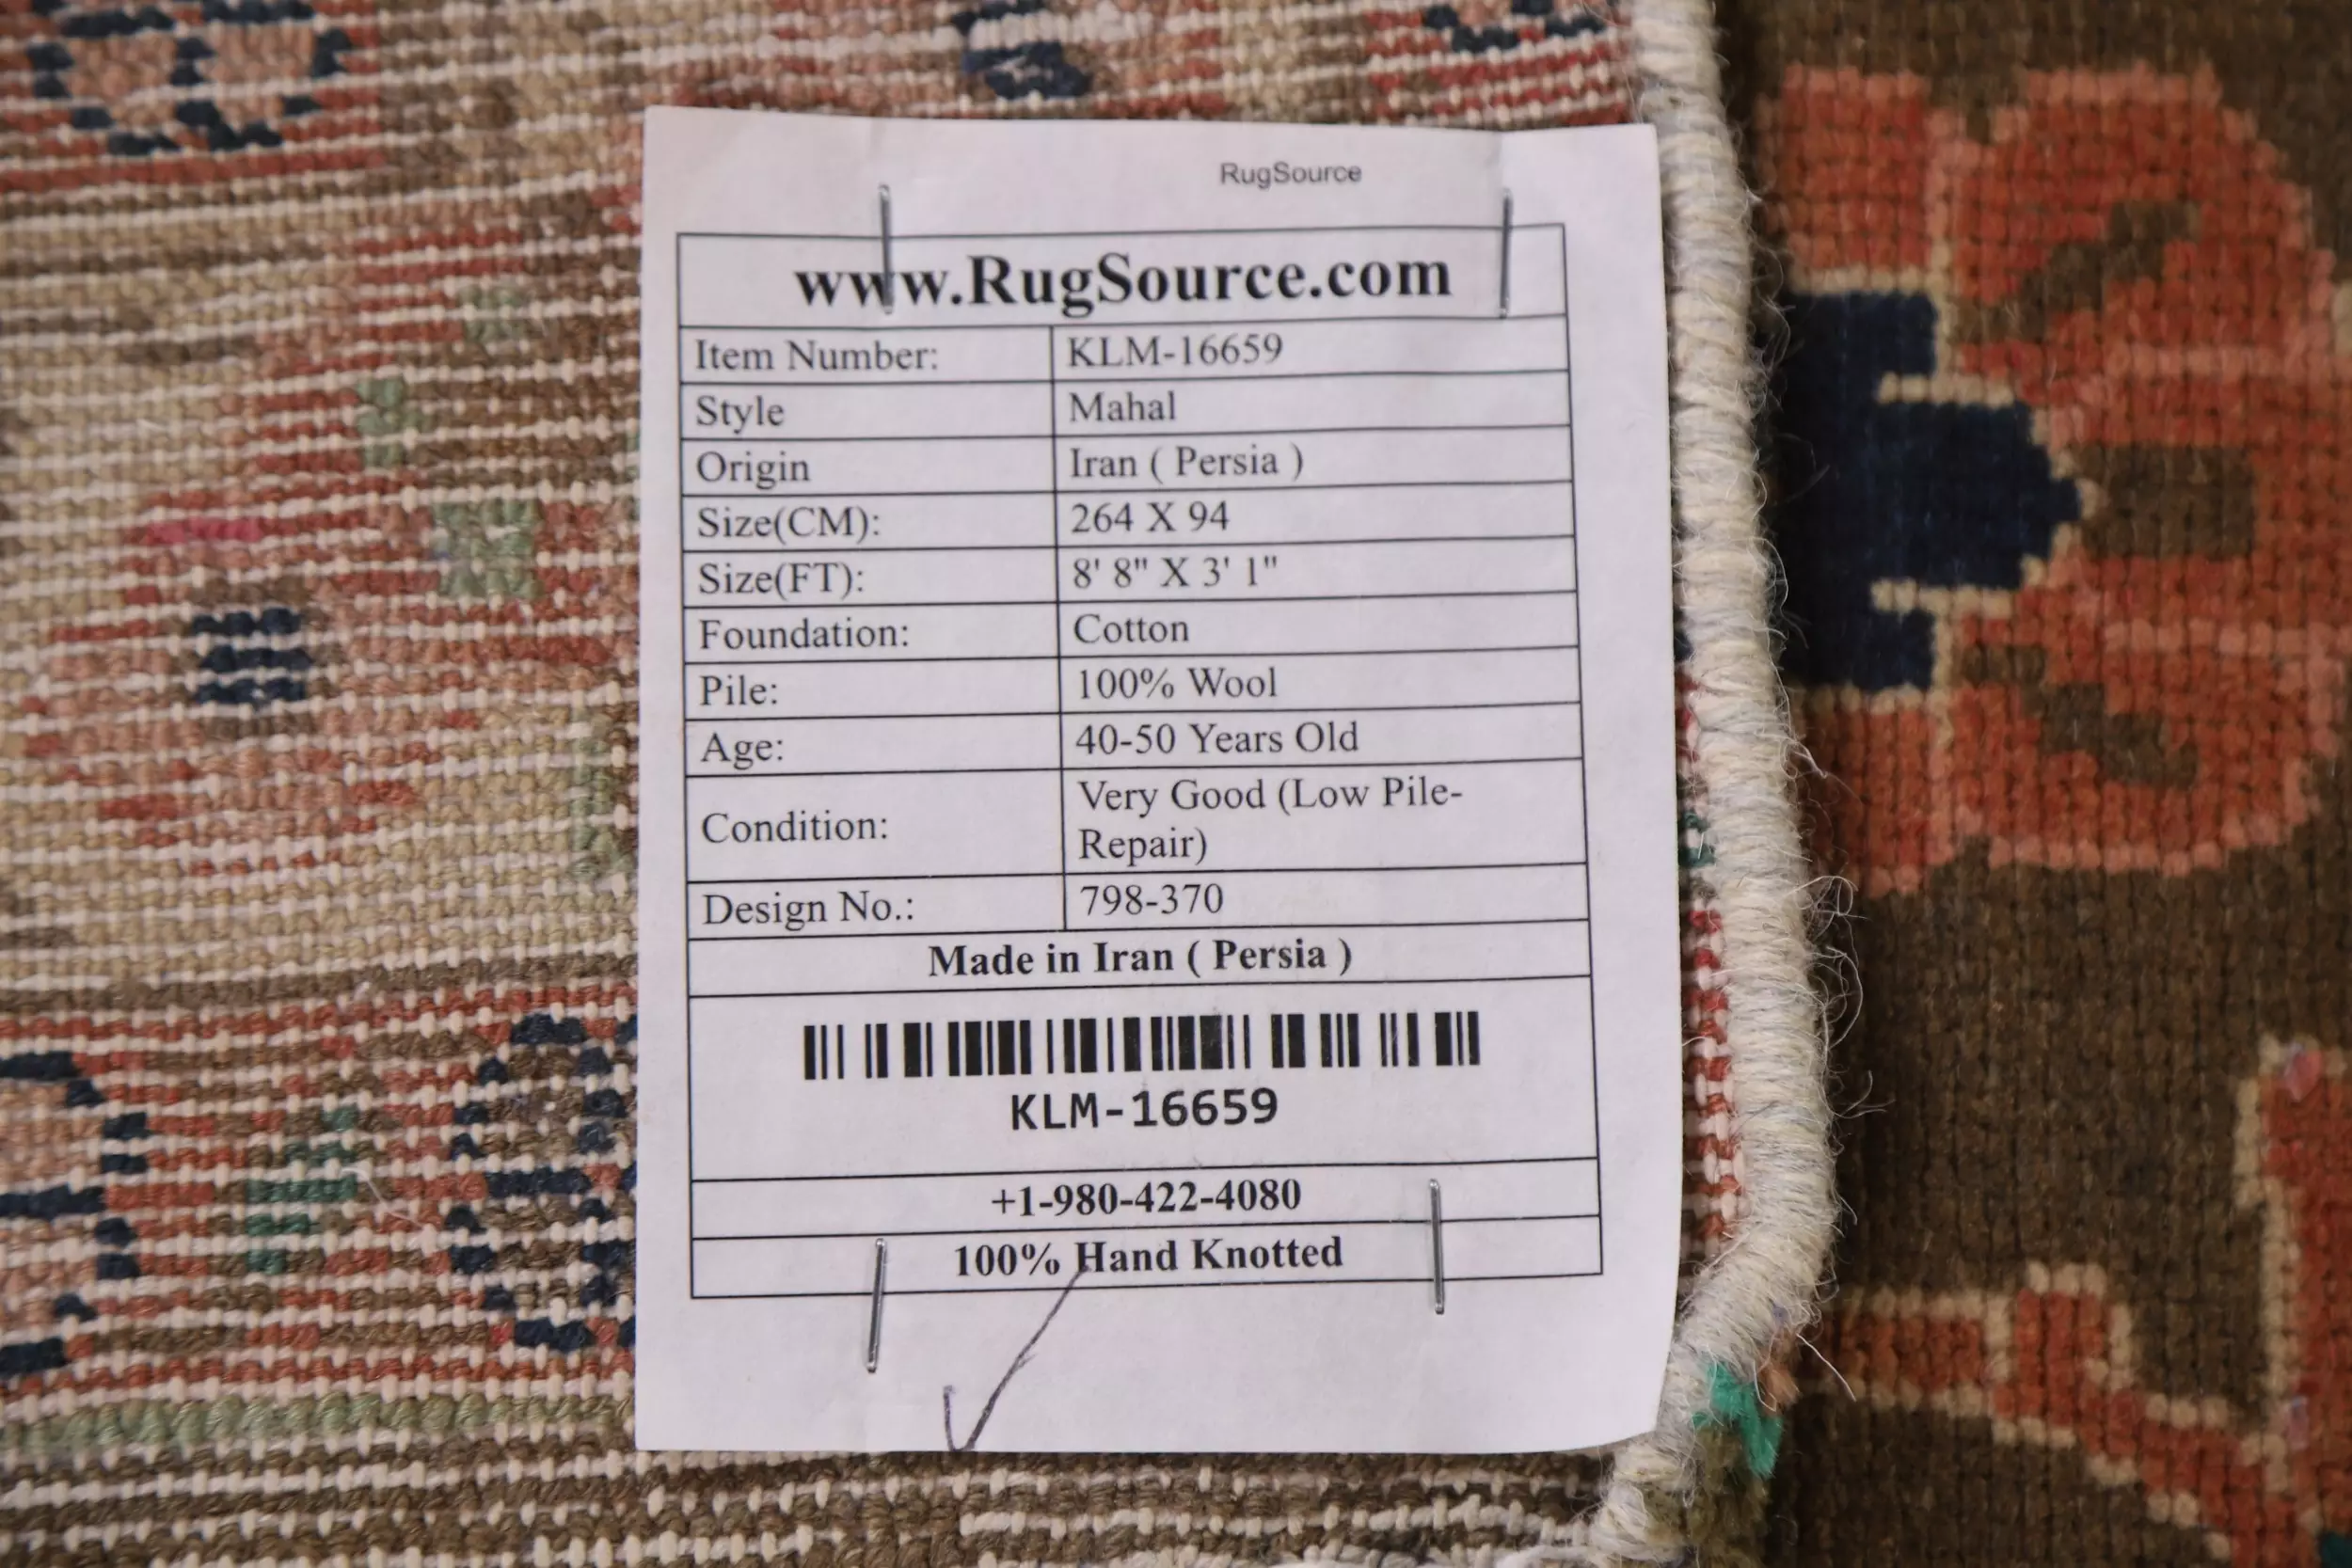 RugSource
www.RugSource.com
Item Number: KLM-16659
Style Mahal
Origin Iran ( Persia )
Size(CM): 264 X 94
Size(FT): 8' 8" X 3' 1"
Foundation: Cotton
Pile: 100% Wool
Age: 40-50 Years Old
Condition: Very Good (Low Pile-
Repair)
Design No.: 798-370
Made in Iran ( Persia )
KLM-16659
+1-980-422-4080
100% Hand Knotted